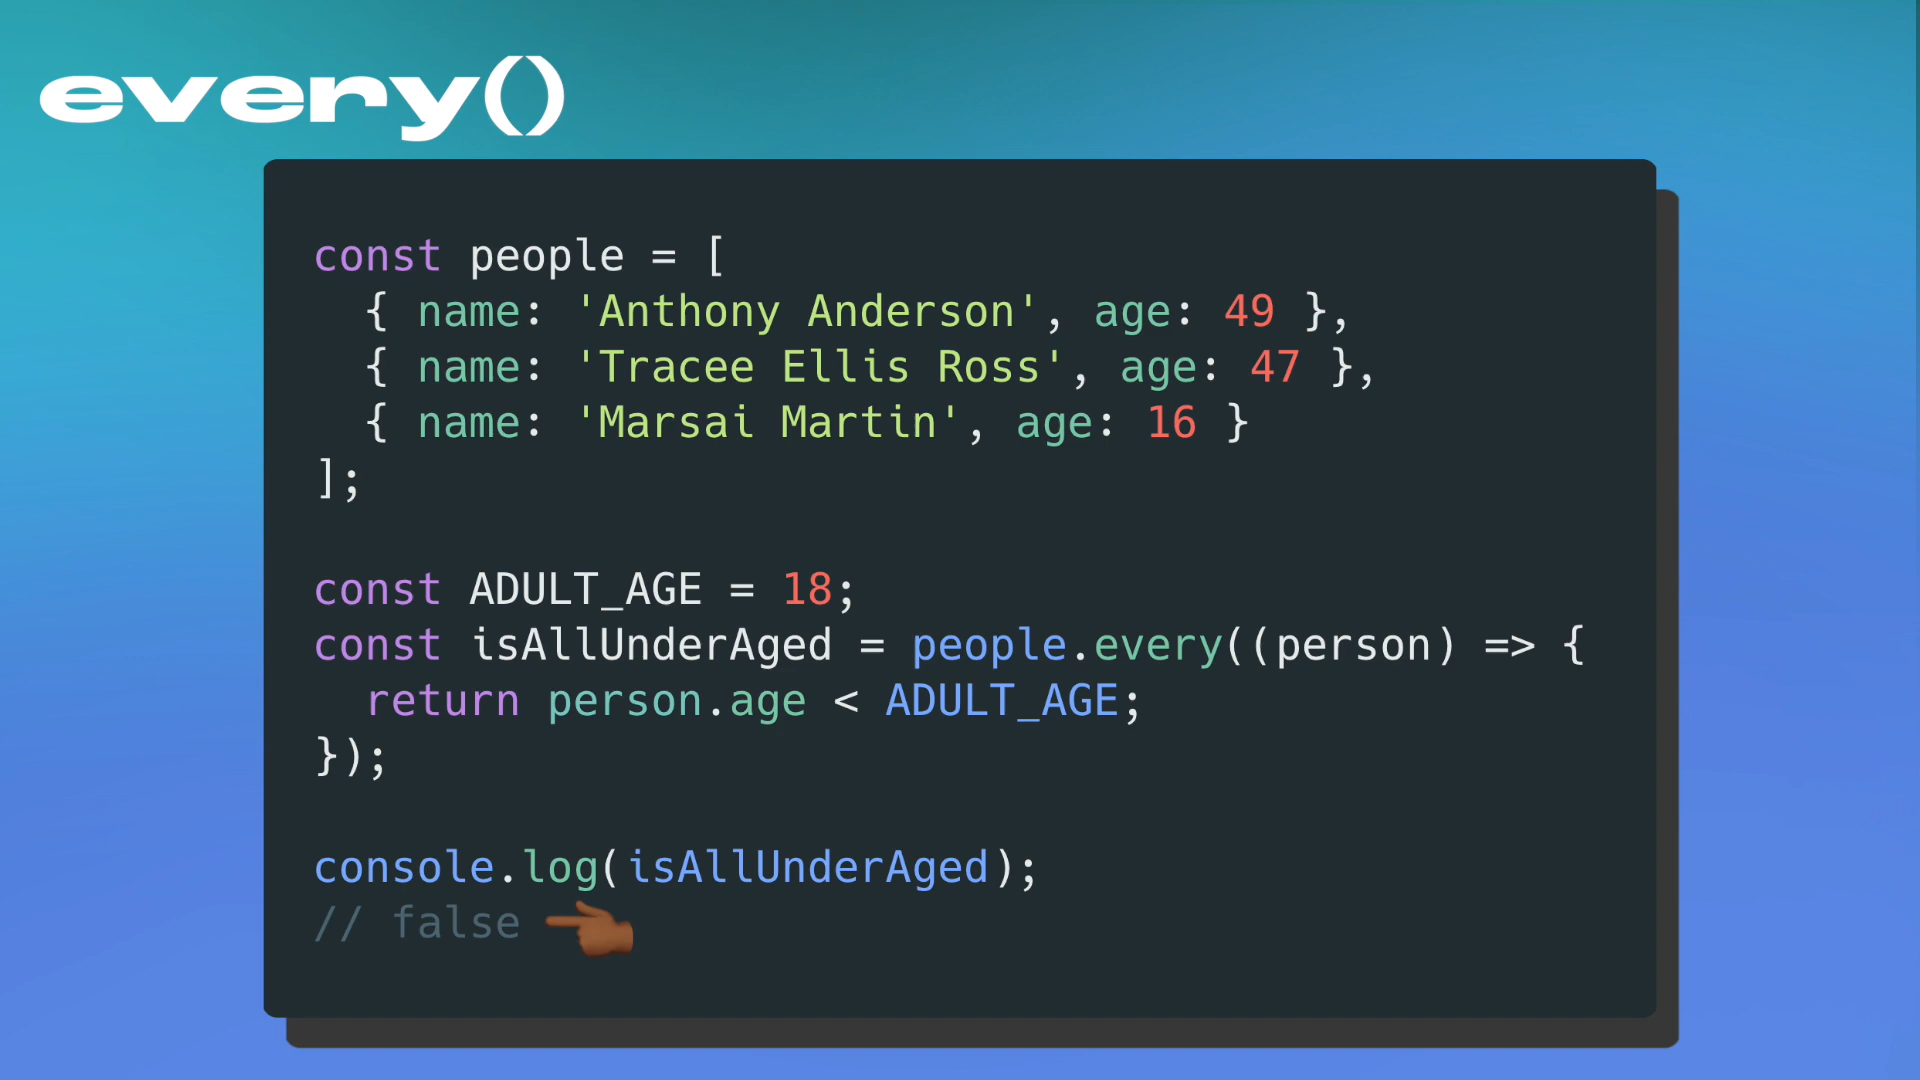 every()
const people = [
  { name: 'Anthony Anderson', age: 49 },
  { name: 'Tracee Ellis Ross', age: 47 },
  { name: 'Marsai Martin', age: 16 }
];
const ADULT_AGE = 18;
const isAllUnderAged = people.every((person) => {
  return person.age < ADULT_AGE;
});
console.log(isAllUnderAged);
// false